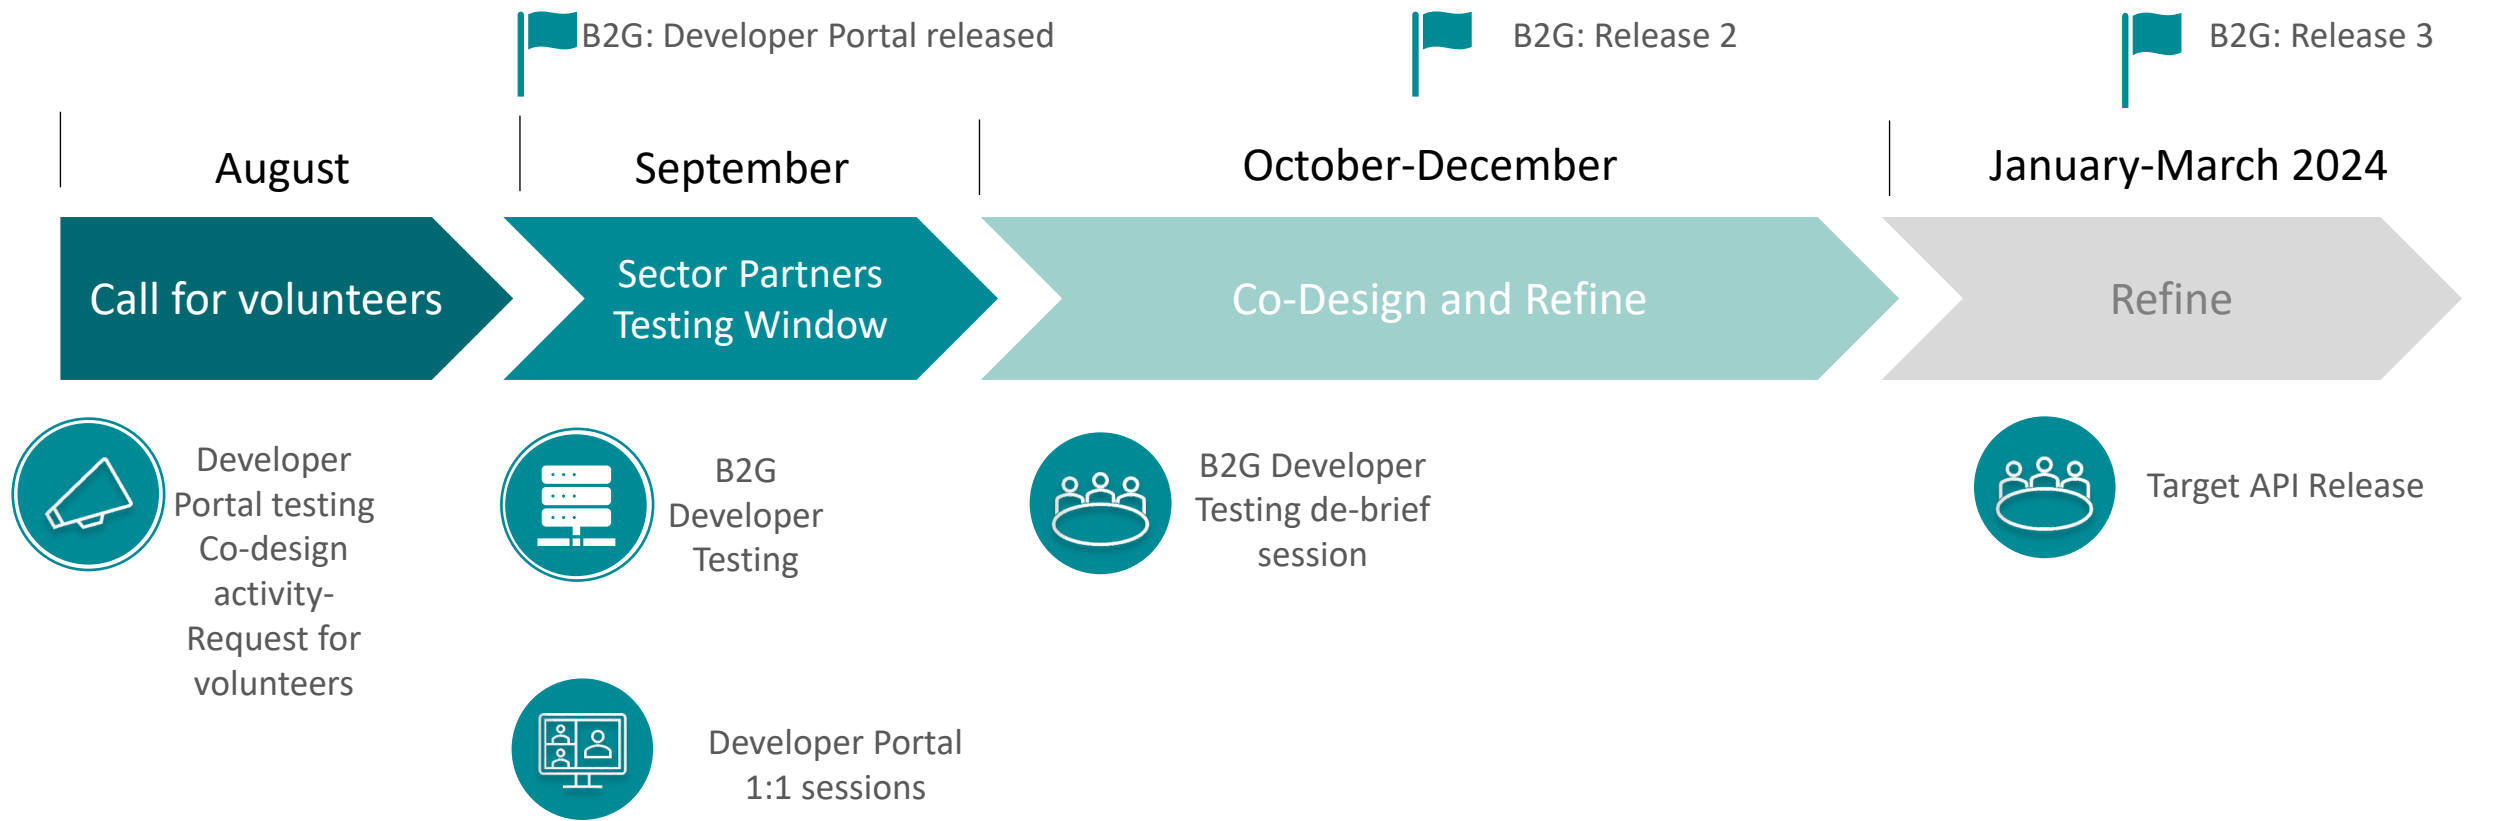 B2G: Developer Portal released
B2G: Release 2
B2G: Release 3
August
September
October-December
January-March 2024
Call for volunteers
Sector Partners
Testing Window
Co-Design and Refine
Refine
Developer
Portal testing
Co-design
activity-
Request for
volunteers
B2G
Developer
Testing
Developer Portal
1:1 sessions
B2G Developer
Testing de-brief
session
Target API Release